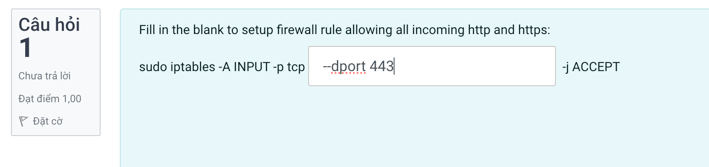 Câu hỏi
1
Chưa trả lời
Đạt điểm 1,00
Đặt cờ
Fill in the blank to setup firewall rule allowing all incoming http and https:
sudo iptables -A INPUT -p tcp --dport 443 -j ACCEPT